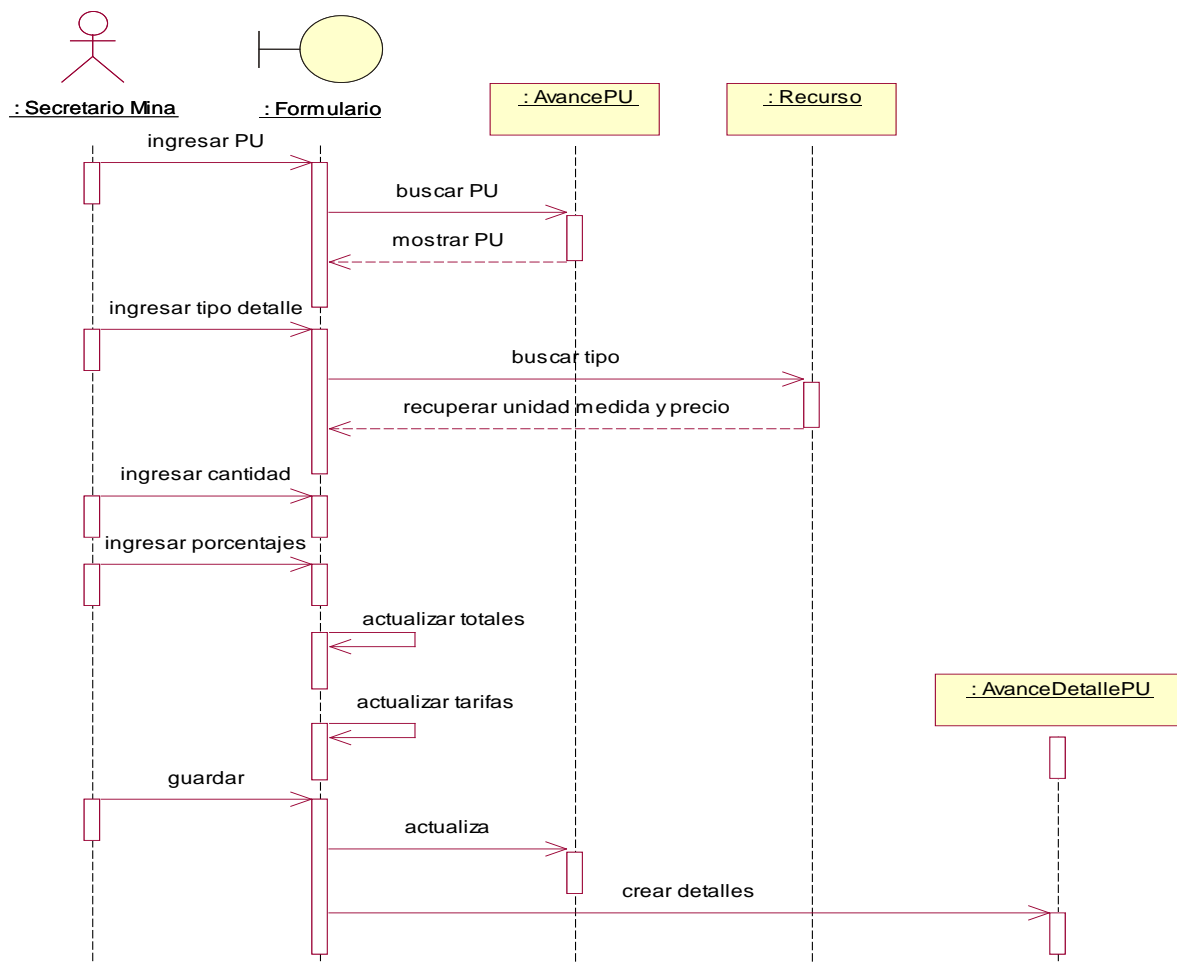 : Secretario Mina
: Formulario
: AvancePU
: Recurso
ingresar PU
buscar PU
mostrar PU
ingresar tipo detalle
buscar tipo
recuperar unidad medida y precio
ingresar cantidad
ingresar porcentajes
actualizar totales
: AvanceDetallePU
actualizar tarifas
guardar
actualiza
crear detalles